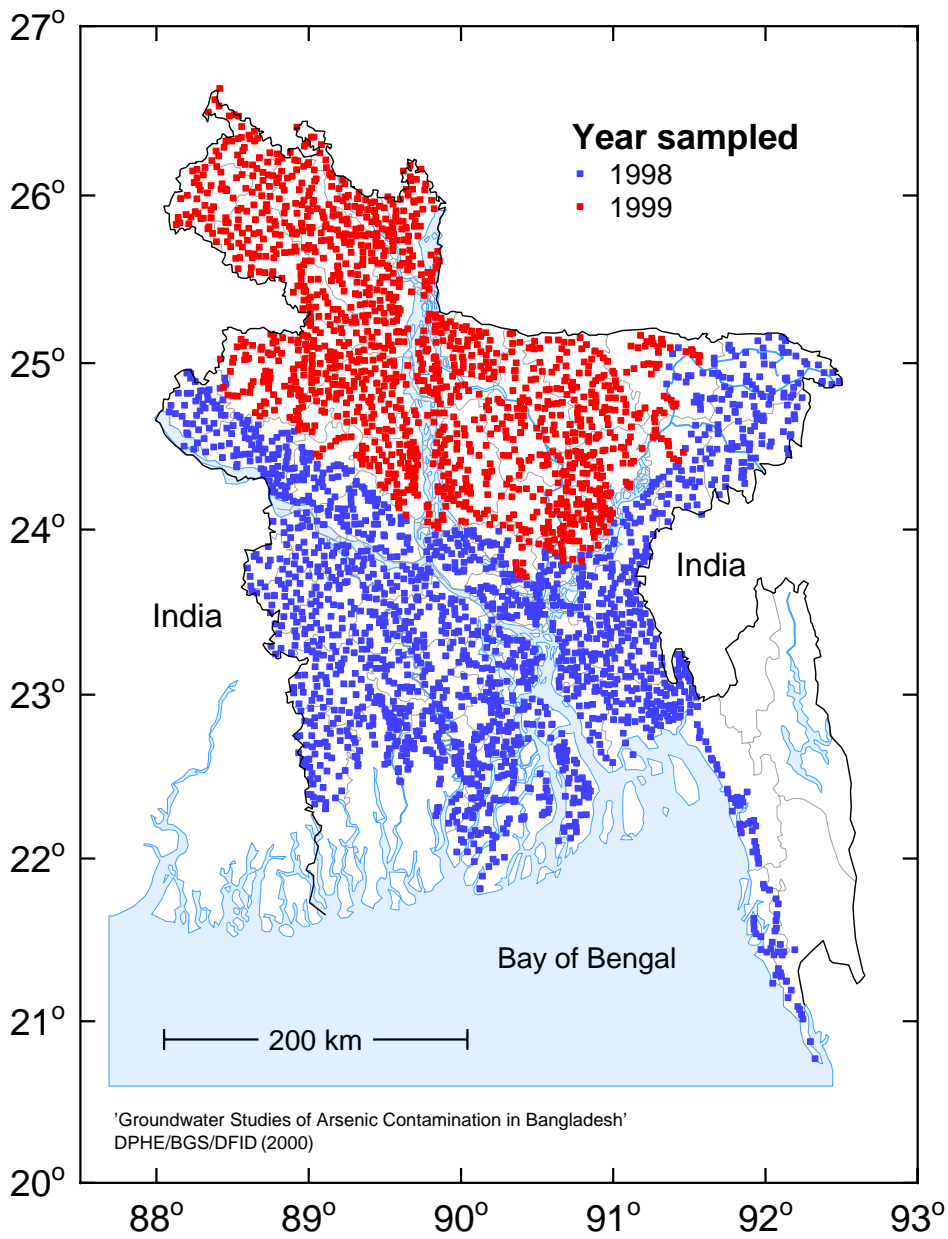 27°
26°
25°
24°
23°
22°
21°
20°
88°
89°
90°
91°
92°
93°
Year sampled
1998
1999
India
India
Bay of Bengal
200 km
'Groundwater Studies of Arsenic Contamination in Bangladesh'
DPHE/BGS/DFID (2000)